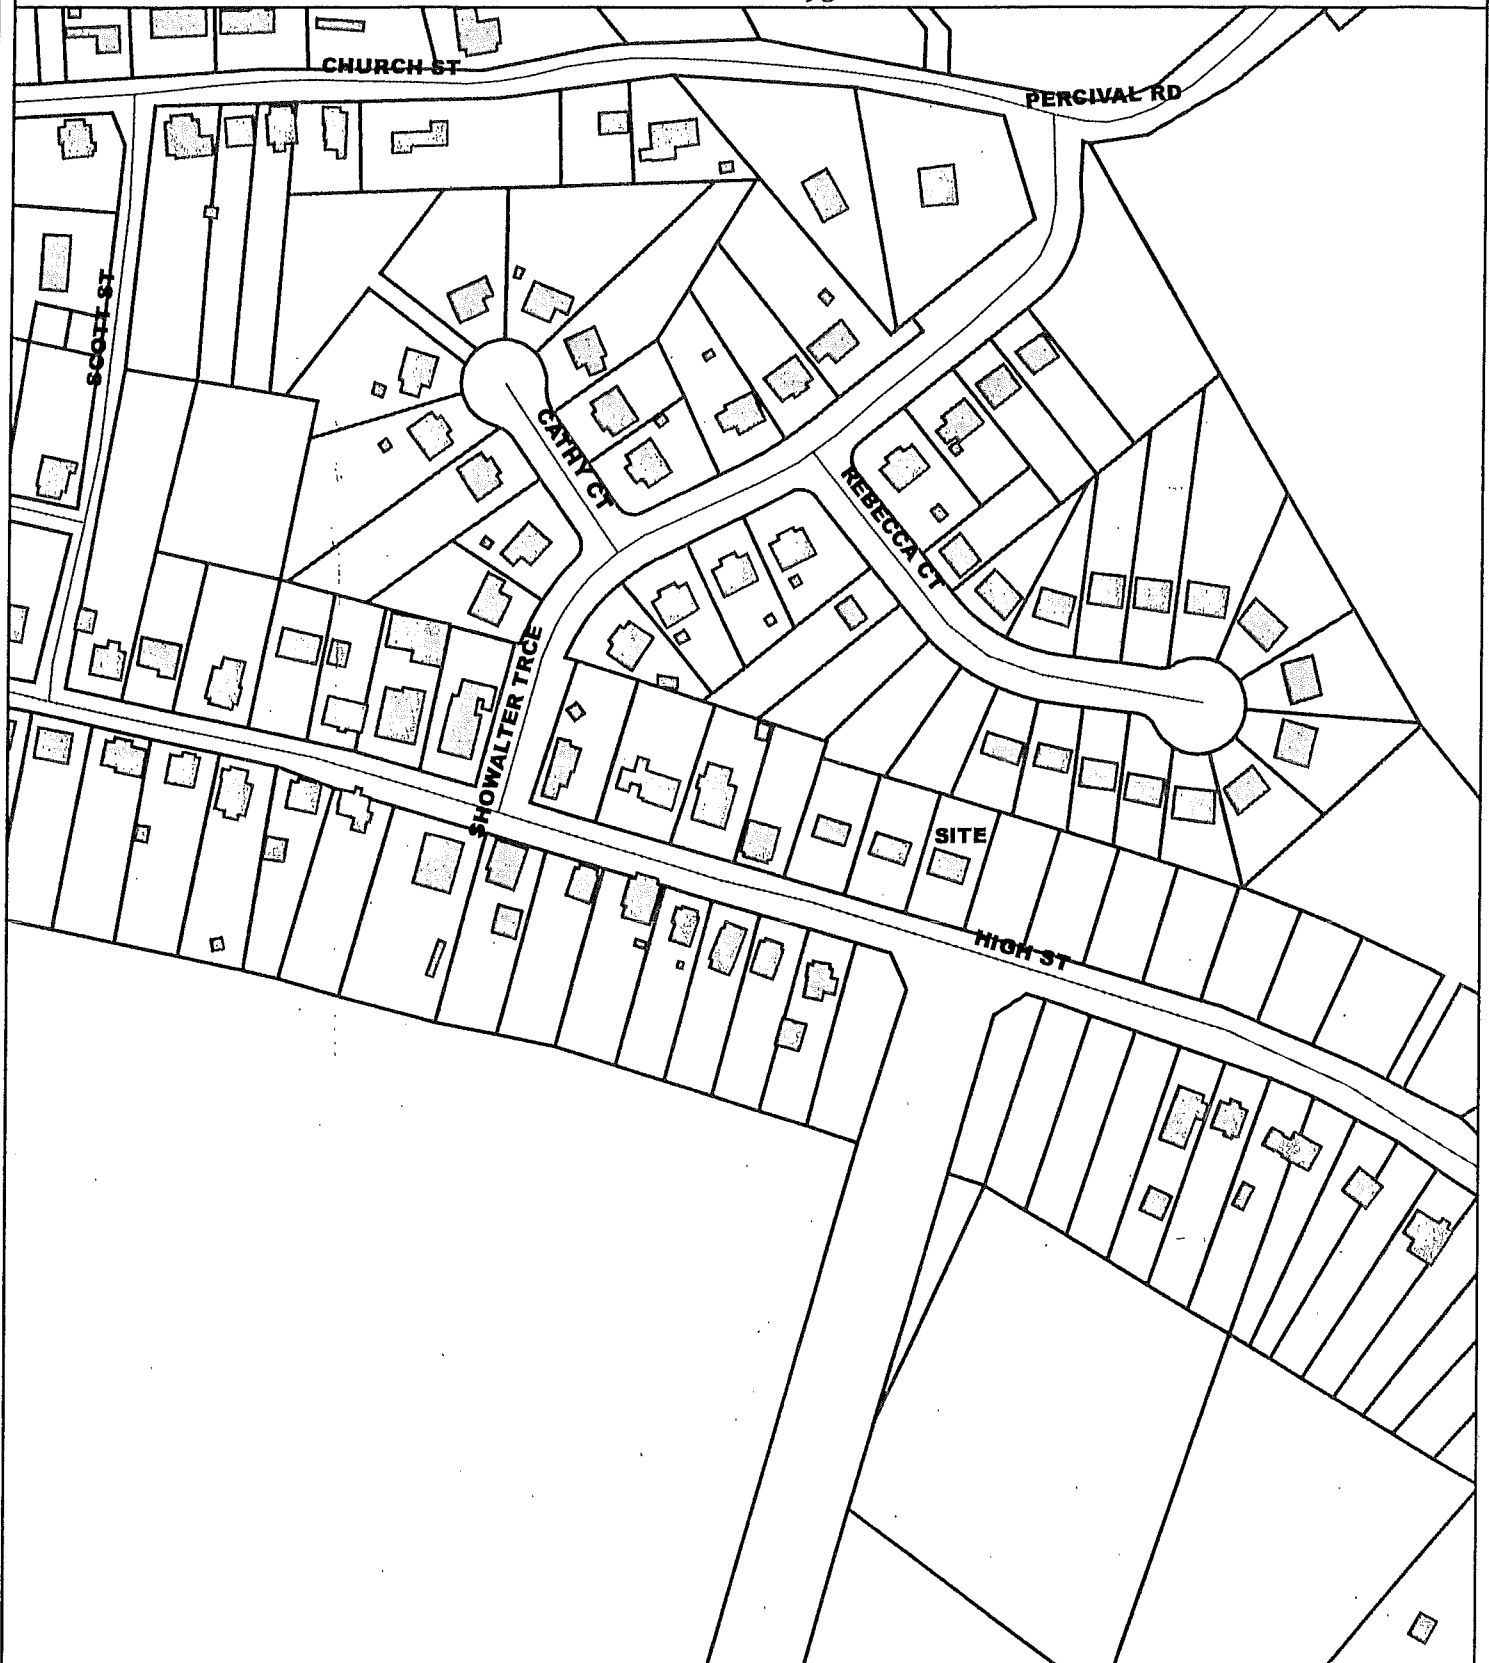 CHURCH ST
PERCIVAL RD
SCOTT ST
CATHY CT
REBECCA CT
SHOWALTER TRCE
SITE
HIGH ST